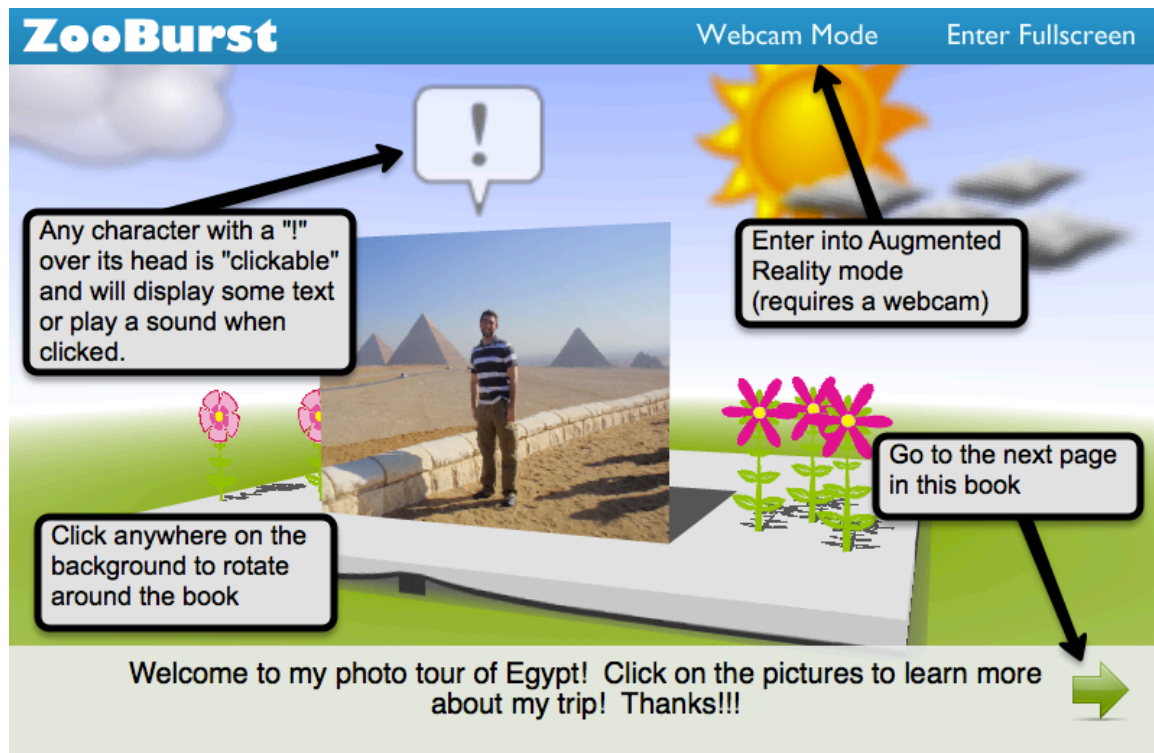 ZooBurst
Webcam Mode
Enter Fullscreen
!
Any character with a "!"
over its head is "clickable"
and will display some text
or play a sound when
clicked.
Enter into Augmented
Reality mode
(requires a webcam)
Go to the next page
in this book
Click anywhere on the
background to rotate
around the book
Welcome to my photo tour of Egypt!  Click on the pictures to learn more
about my trip!  Thanks!!!